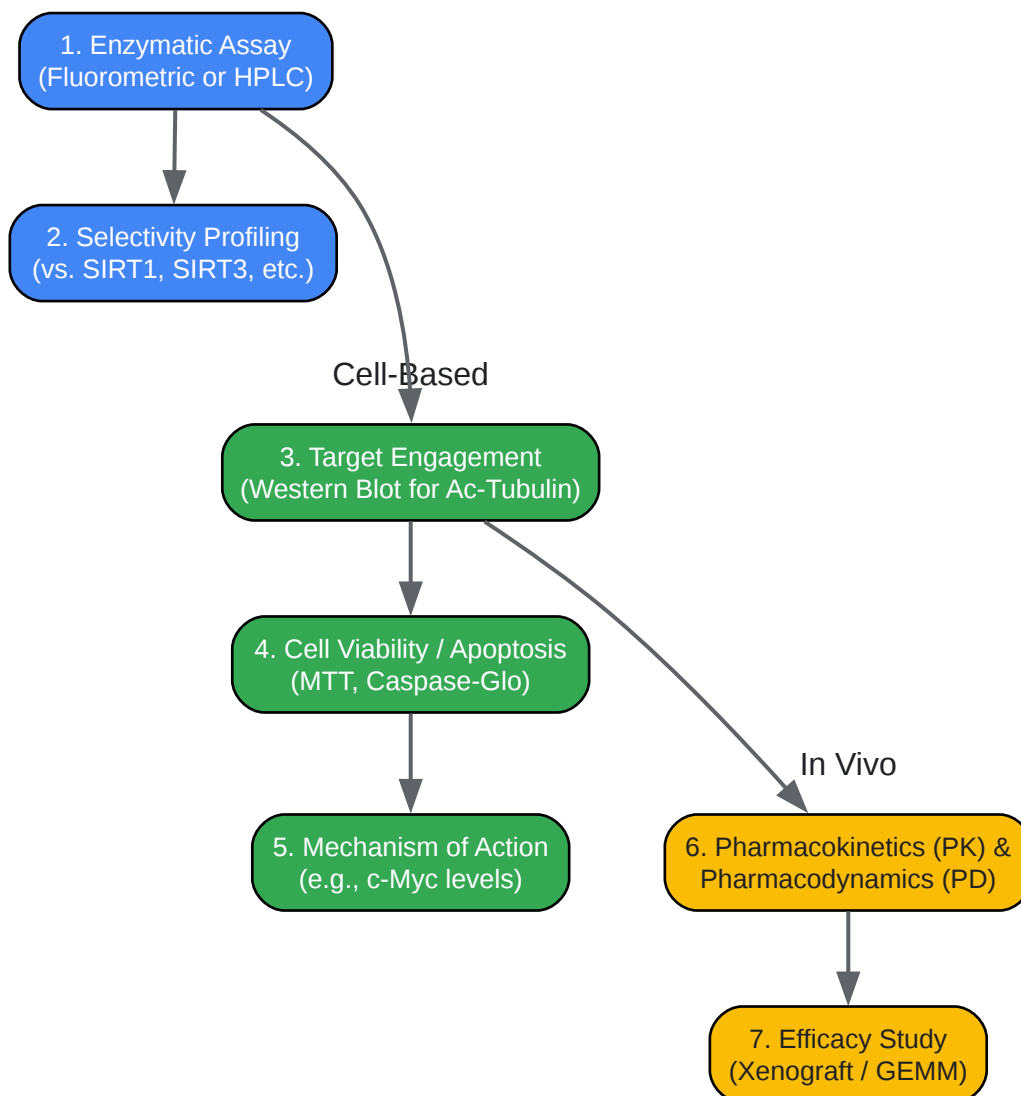 1. Enzymatic Assay
(Fluorometric or HPLC)
2. Selectivity Profiling
(vs. SIRT1, SIRT3, etc.)
Cell-Based
3. Target Engagement
(Western Blot for Ac-Tubulin)
4. Cell Viability / Apoptosis
(MTT, Caspase-Glo)
In Vivo
5. Mechanism of Action
(e.g., c-Myc levels)
6. Pharmacokinetics (PK) &
Pharmacodynamics (PD)
7. Efficacy Study
(Xenograft / GEMM)